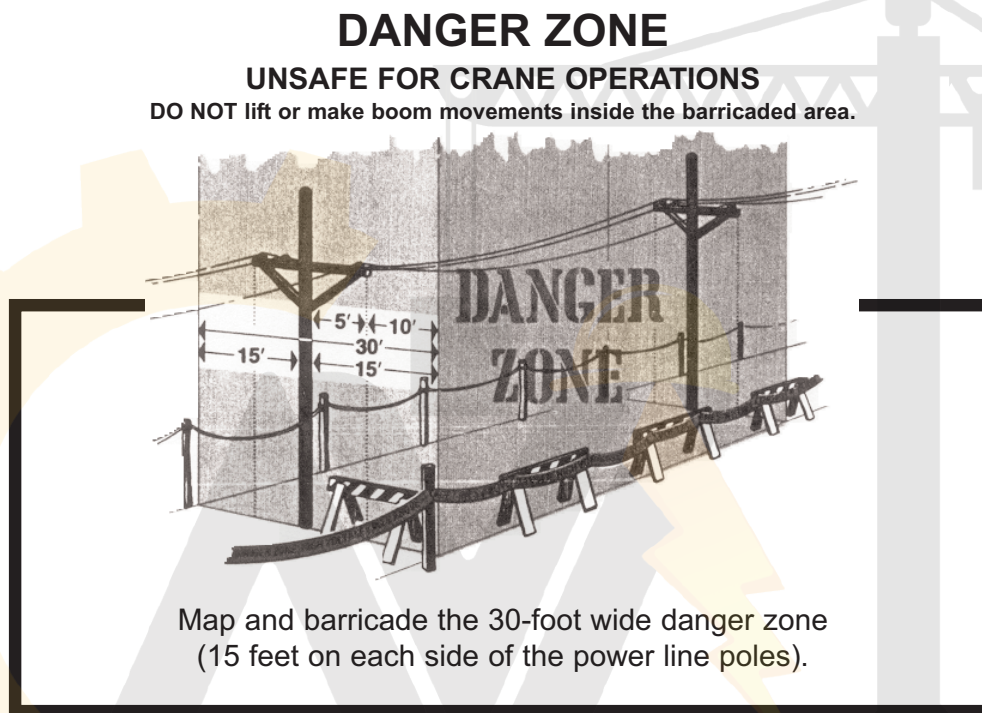 DANGER ZONE
UNSAFE FOR CRANE OPERATIONS
DO NOT lift or make boom movements inside the barricaded area.
DANGER
ZONE
5′ 10′
30′
15′ 15′
Map and barricade the 30-foot wide danger zone
(15 feet on each side of the power line poles).